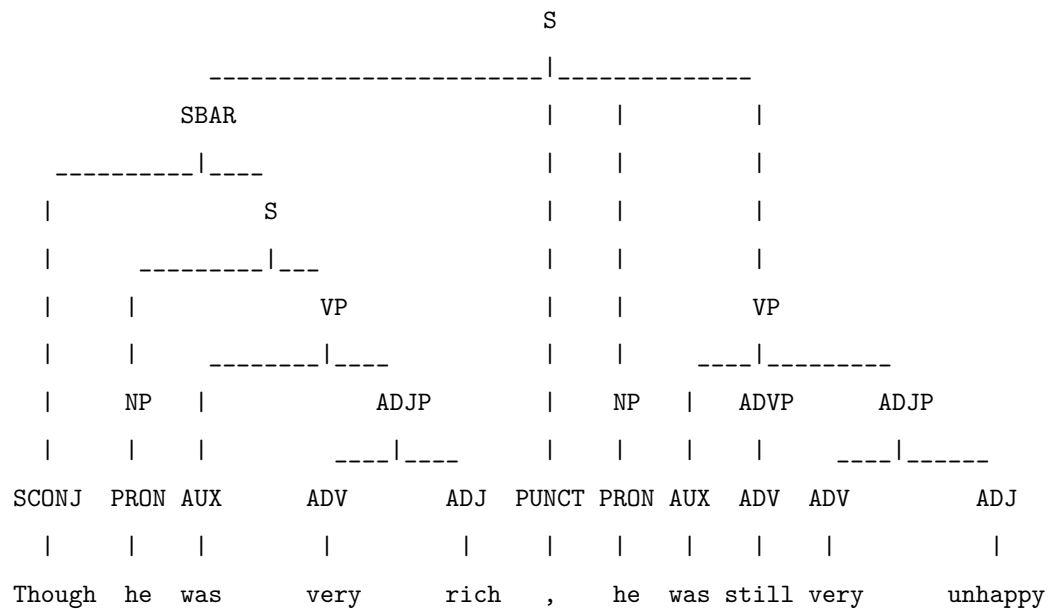 S
SBAR
S
VP VP
NP ADJP NP ADVP ADJP
SCONJ PRON AUX ADV ADJ PUNCT PRON AUX ADV ADV ADJ
Though he was very rich , he was still very unhappy